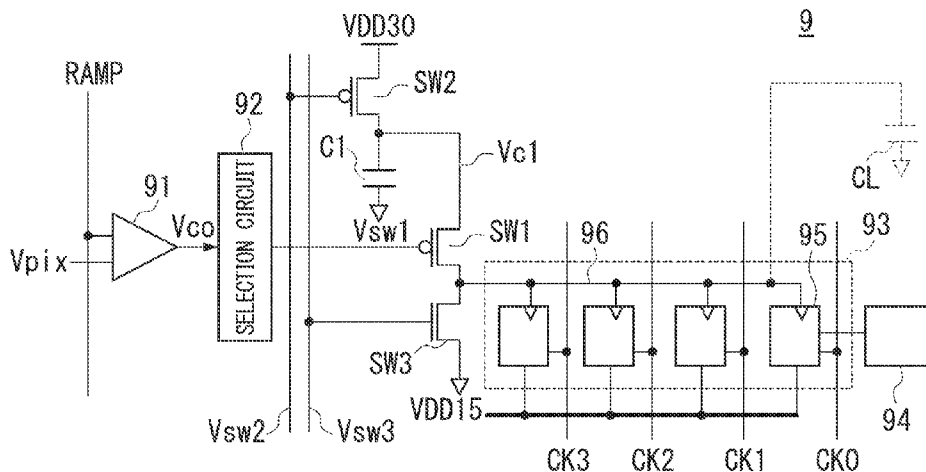 9
VDD30
RAMP
SW2
92
C1
Vc1
CL
91
SELECTION CIRCUIT
Vco
Vsw1
SW1
96
95
93
Vpix
SW3
VDD15
94
Vsw2
Vsw3
CK3
CK2
CK1
CK0